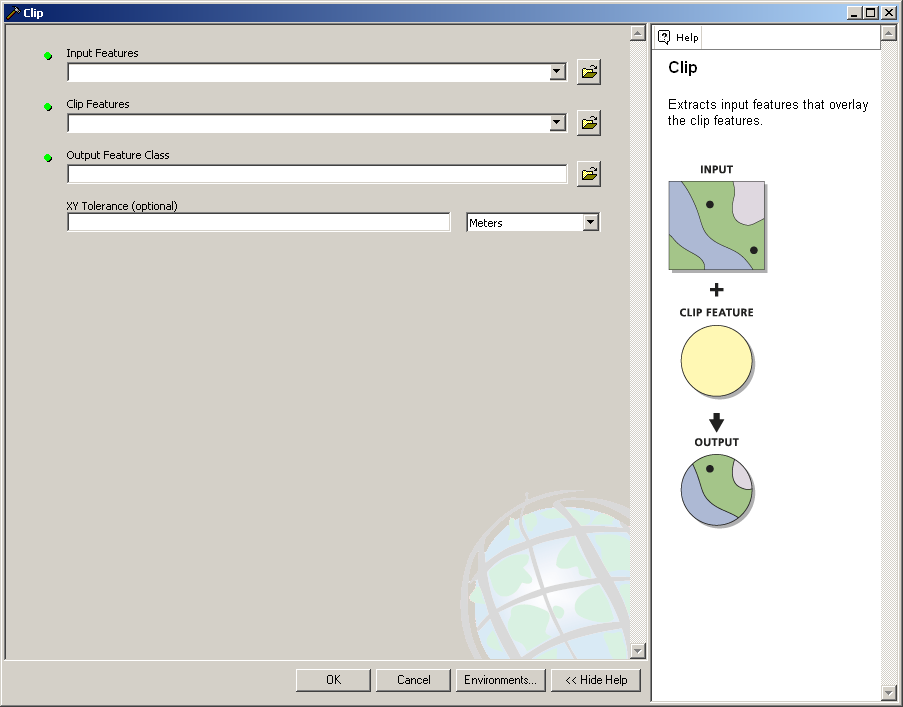 Clip
Input Features
Clip Features
Output Feature Class
XY Tolerance (optional)
Meters
OK
Cancel
Environments...
<< Hide Help
Help
Clip
Extracts input features that overlay
the clip features.
INPUT
+
CLIP FEATURE
OUTPUT